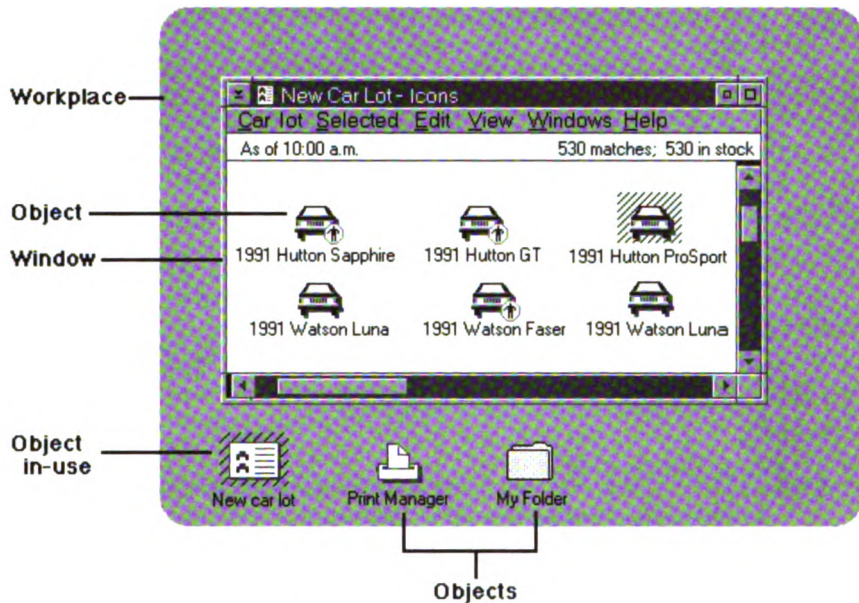 Workplace
New Car Lot - Icons
Car lot Selected Edit View Windows Help
As of 10:00 a.m. 530 matches; 530 in stock
Object
1991 Hutton Sapphire 1991 Hutton GT 1991 Hutton ProSport
Window
1991 Watson Luna 1991 Watson Faser 1991 Watson Luna
Object
in-use
New car lot Print Manager My Folder
Objects